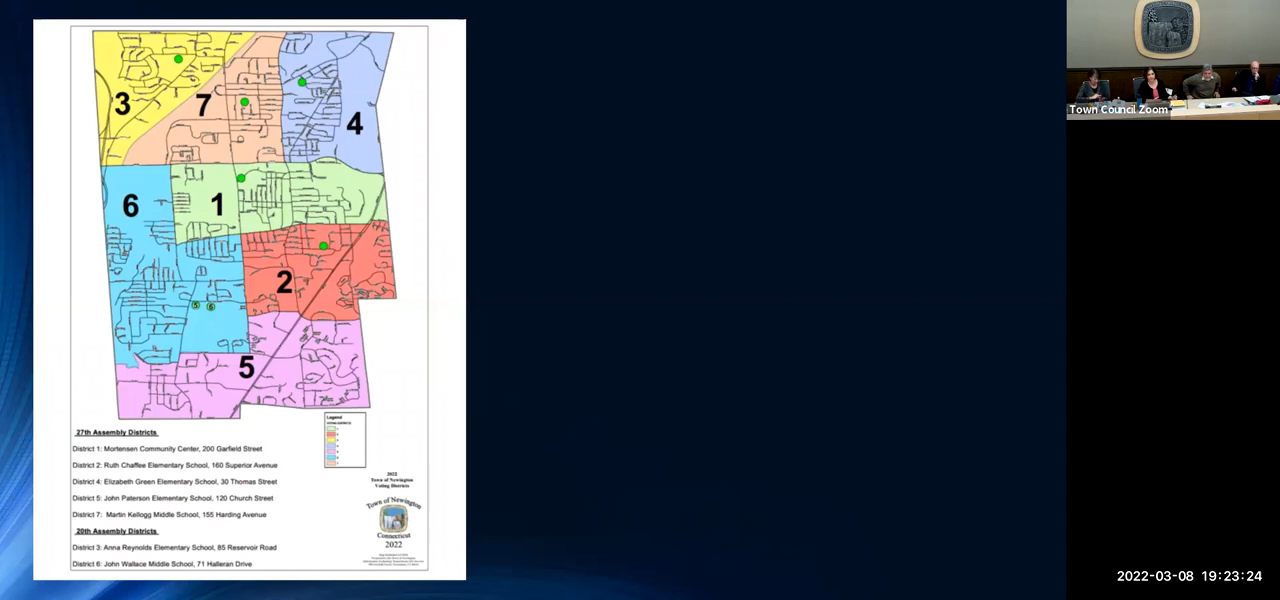 3
7
4
6
1
2
5
5
6
27th Assembly Districts
District 1: Mortensen Community Center, 200 Garfield Street
District 2: Ruth Chaffee Elementary School, 160 Superior Avenue
District 4: Elizabeth Green Elementary School, 30 Thomas Street
District 5: John Paterson Elementary School, 120 Church Street
District 7: Martin Kellogg Middle School, 155 Harding Avenue
20th Assembly Districts
District 3: Anna Reynolds Elementary School, 85 Reservoir Road
District 6: John Wallace Middle School, 71 Halleran Drive
Legend
2022
Town of Newington
Voting Districts
Town of Newington
Connecticut
2022
Town Council Zoom
2022-03-08 19:23:24